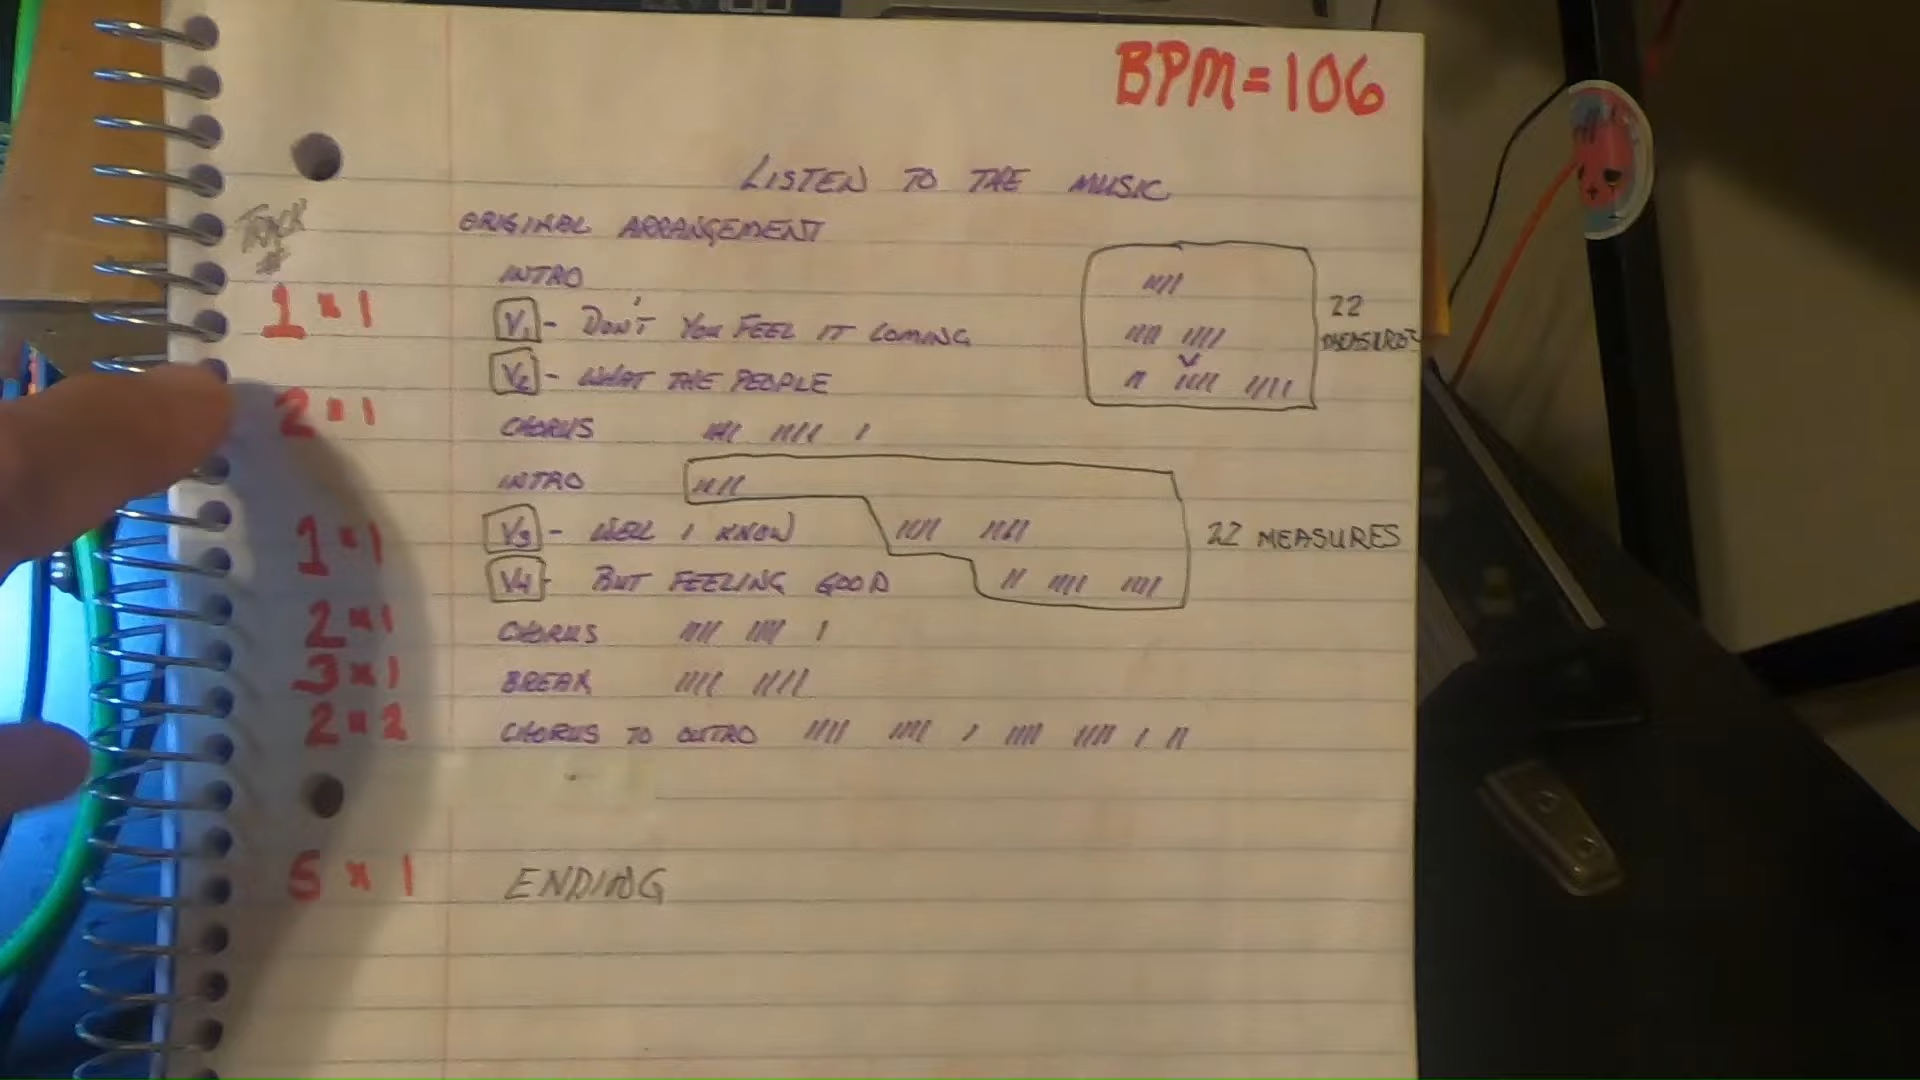 BPM=106
LISTEN TO THE MUSIC
TRACK ORIGINAL ARRANGEMENT
#
INTRO //// 
1 x 1 V1 - DON'T YOU FEEL IT COMING //// //// 22 MEASURES
V2 - WHAT THE PEOPLE // //// ////
2 x 1 CHORUS //// //// /
INTRO ////
1 x 1 V3 - WELL I KNOW //// //// 22 MEASURES
V4 - BUT FEELING GOOD // //// ////
2 x 1 CHORUS //// //// /
3 x 1 BREAK //// ////
2 x 2 CHORUS TO OUTRO //// //// / //// //// / //
5 x 1 ENDING